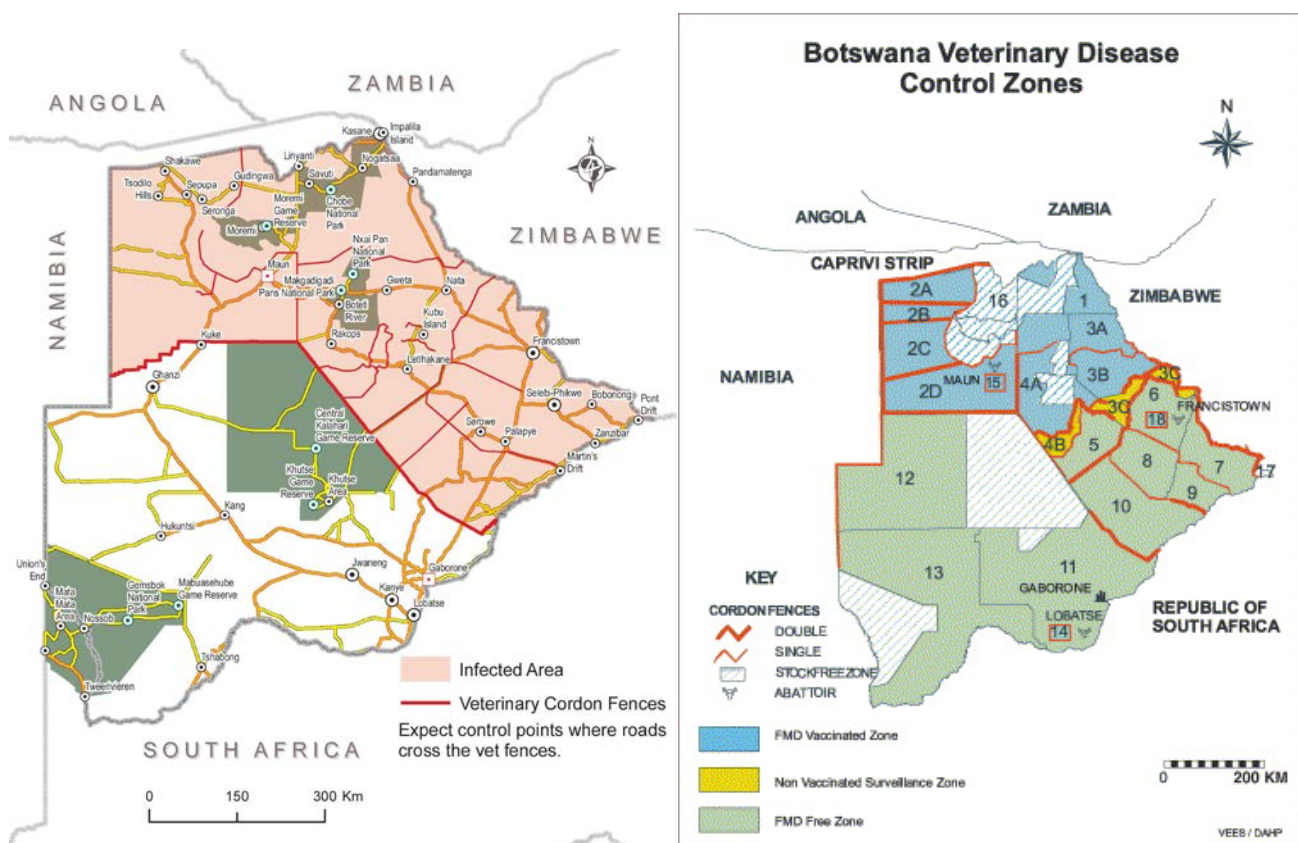 ANGOLA
ZAMBIA
Kasane
Impalila
Island
N
Shakawe
Linyanti
Savuti
Nogatsaa
Gudingwa
Pandamatenga
Tsodilo
Hills
Sepupa
Seronga
Moremi
Game
Reserve
Chobe
National
Park
Moremi
ZIMBABWE
Nxai Pan
National
Park
Maun
Makgadigadi
Pans National Park
Gweta
Nata
NAMIBIA
Boteti
River
Kubu
Island
Kuke
Rakops
Letlhakane
Francistown
Ghanzi
Selebi-Phikwe
Bobonong
Pont
Drift
Central
Kalahari
Game Reserve
Serowe
Palapye
Zanzibar
Martin's
Drift
Khutse
Game
Reserve
Khutse
Area
Kang
Hukuntsi
Union's
End
Gemsbok
National
Park
Mabuasehube
Game Reserve
Jwaneng
Gaborone
Mata
Mata
Area
Nossob
Kanye
Lobatse
Tshabong
Tweerivieren
Infected Area
Veterinary Cordon Fences
Expect control points where roads
cross the vet fences.
SOUTH AFRICA
0 150 300 Km
Botswana Veterinary Disease
Control Zones
N
ANGOLA
ZAMBIA
CAPRIVI STRIP
ZIMBABWE
2A
16
1
2B
3A
2C
NAMIBIA
MAUN
15
2D
4A
3B
3C
3C
6
FRANCISTOWN
18
4B
5
8
7
17
12
9
10
13
11
KEY
GABORONE
LOBATSE
14
REPUBLIC OF
SOUTH AFRICA
CORDON FENCES
DOUBLE
SINGLE
STOCKFREE ZONE
ABATTOIR
FMD Vaccinated Zone
Non Vaccinated Surveillance Zone
FMD Free Zone
0 200 KM
VEES / DAHP